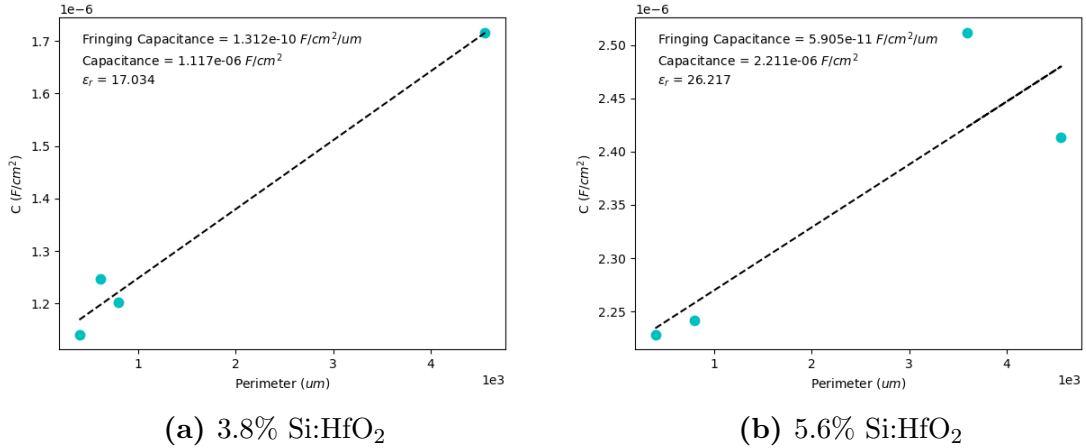 1e−6
Fringing Capacitance = 1.312e-10 F/cm²/um
Capacitance = 1.117e-06 F/cm²
εr = 17.034
1.7
1.6
1.5
1.4
1.3
1.2
C (F/cm²)
1 2 3 4
1e3
Perimeter (um)
(a) 3.8% Si:HfO₂
1e−6
Fringing Capacitance = 5.905e-11 F/cm²/um
Capacitance = 2.211e-06 F/cm²
εr = 26.217
2.50
2.45
2.40
2.35
2.30
2.25
C (F/cm²)
1 2 3 4
1e3
Perimeter (um)
(b) 5.6% Si:HfO₂